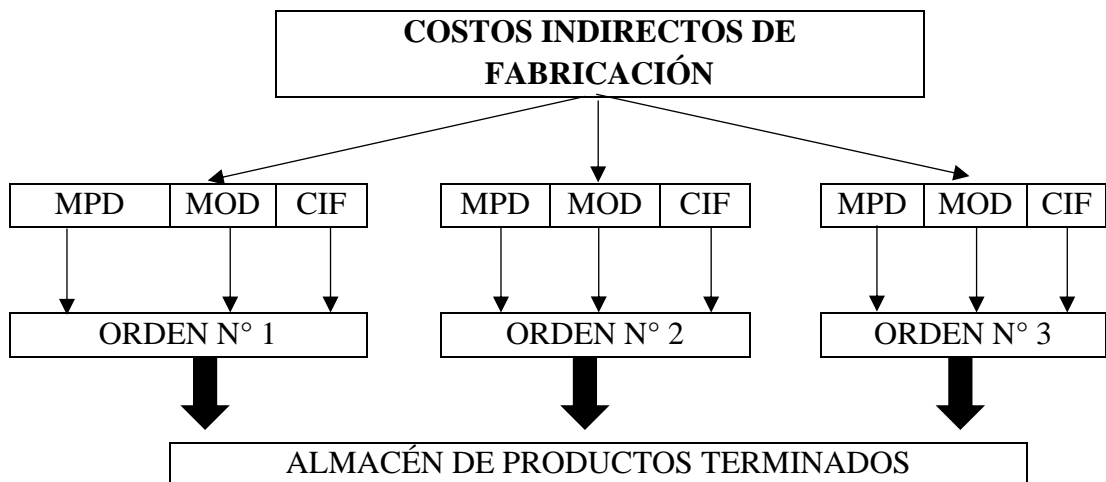 COSTOS INDIRECTOS DE
FABRICACIÓN
MPD MOD CIF MPD MOD CIF MPD MOD CIF
ORDEN N° 1 ORDEN N° 2 ORDEN N° 3
ALMACÉN DE PRODUCTOS TERMINADOS